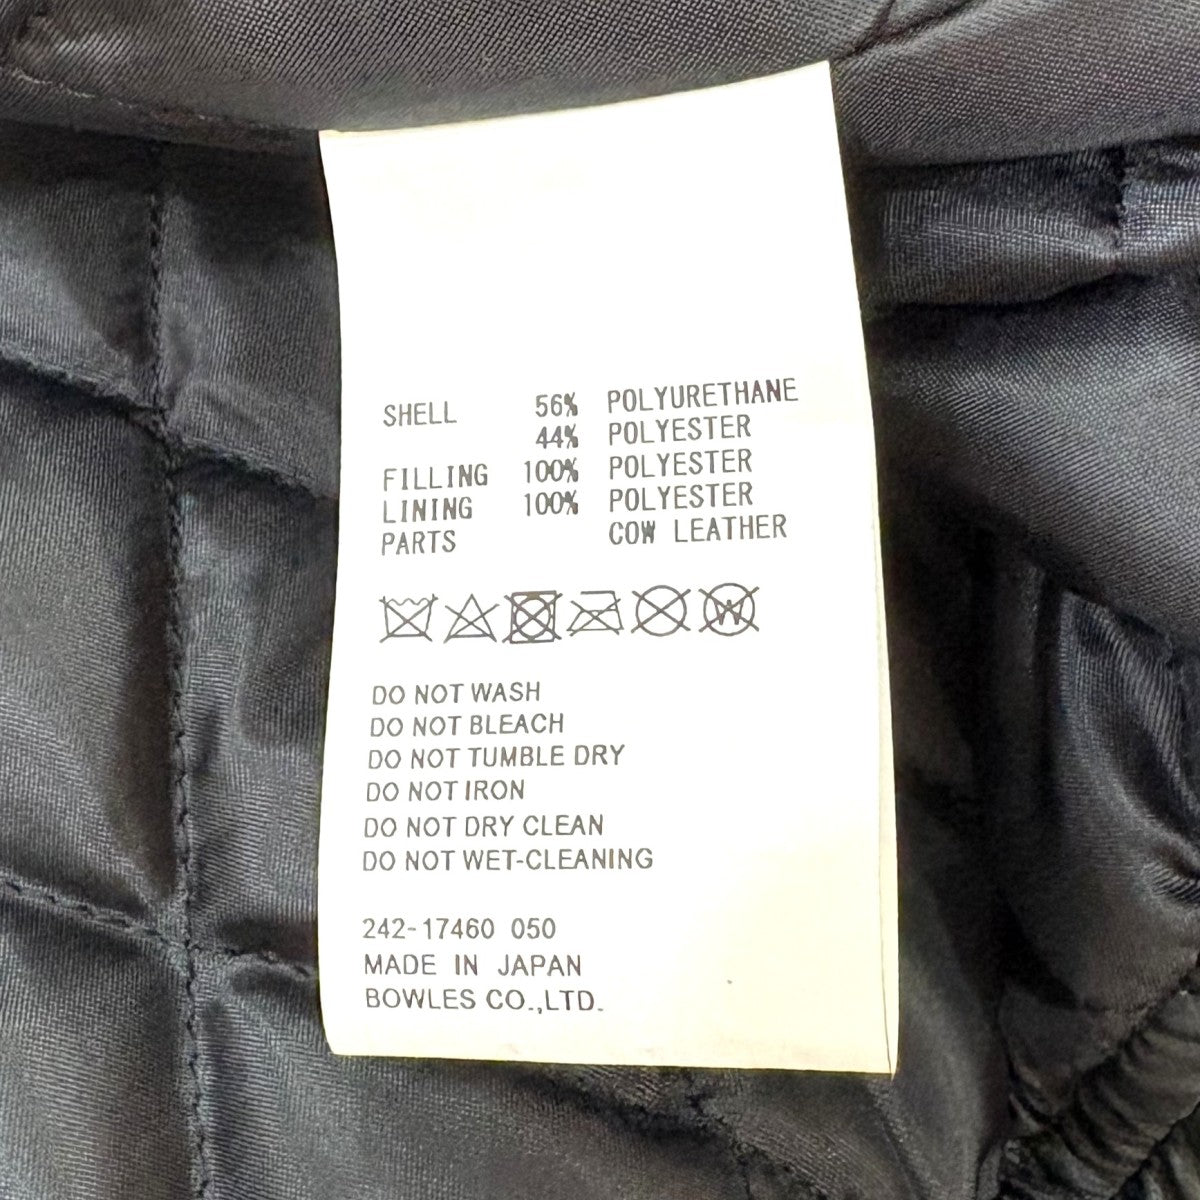 SHELL 56% POLYURETHANE
44% POLYESTER
FILLING 100% POLYESTER
LINING 100% POLYESTER
PARTS COW LEATHER
W
DO NOT WASH
DO NOT BLEACH
DO NOT TUMBLE DRY
DO NOT IRON
DO NOT DRY CLEAN
DO NOT WET-CLEANING
242-17460 050
MADE IN JAPAN
BOWLES CO.,LTD.